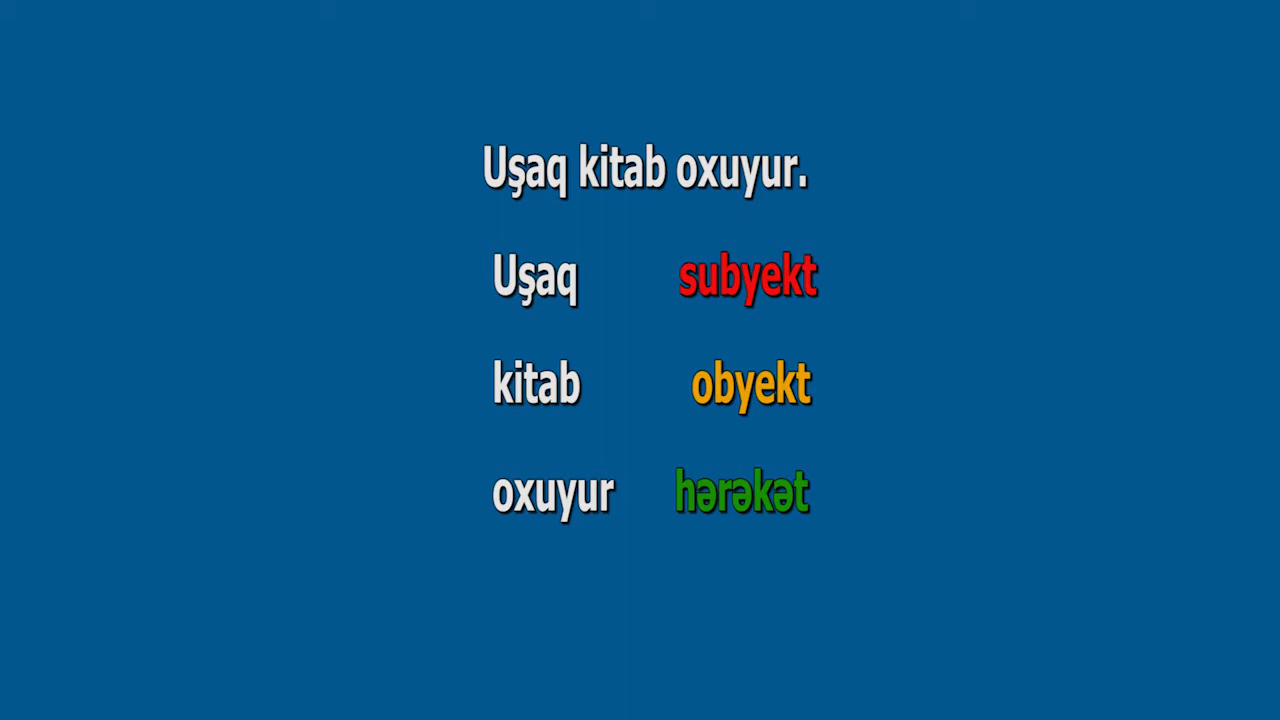 Uşaq kitab oxuyur.
Uşaq subyekt
kitab obyekt
oxuyur hərəkət